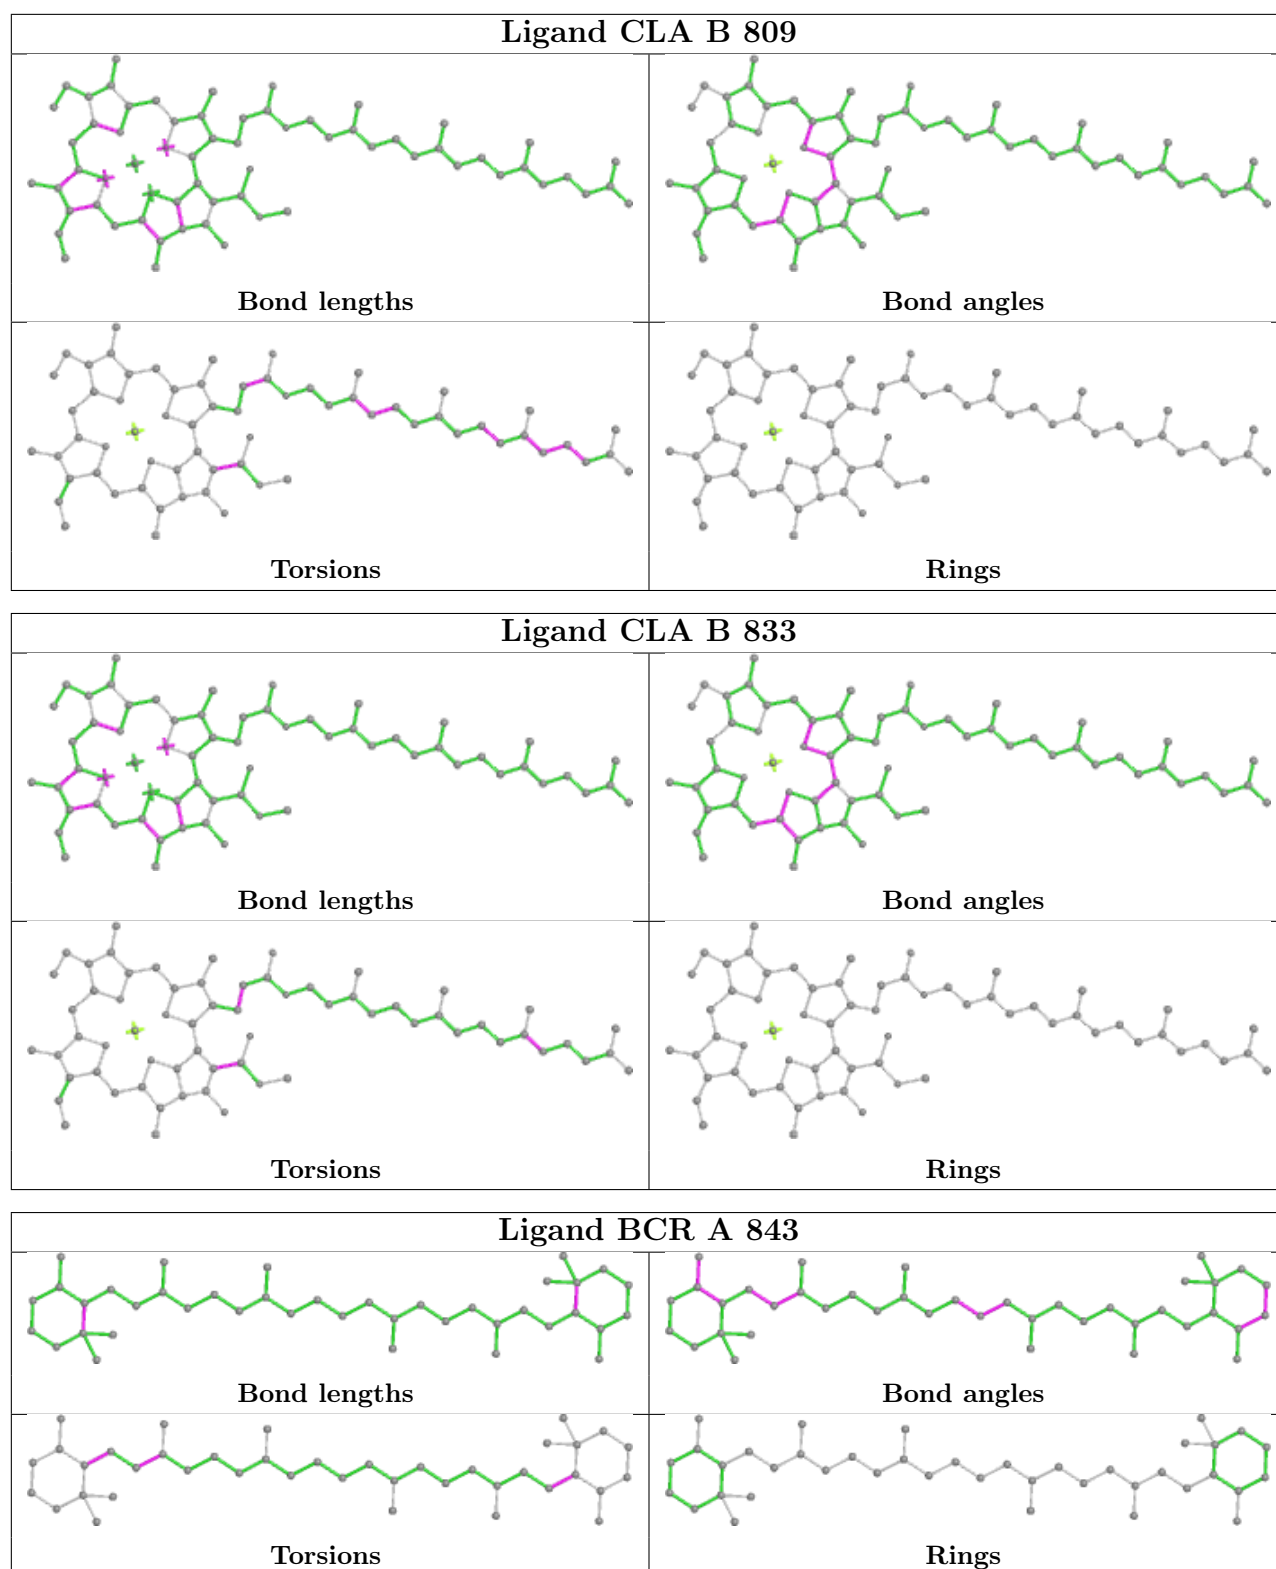 Ligand CLA B 809
Bond lengths
Bond angles
Torsions
Rings
Ligand CLA B 833
Bond lengths
Bond angles
Torsions
Rings
Ligand BCR A 843
Bond lengths
Bond angles
Torsions
Rings